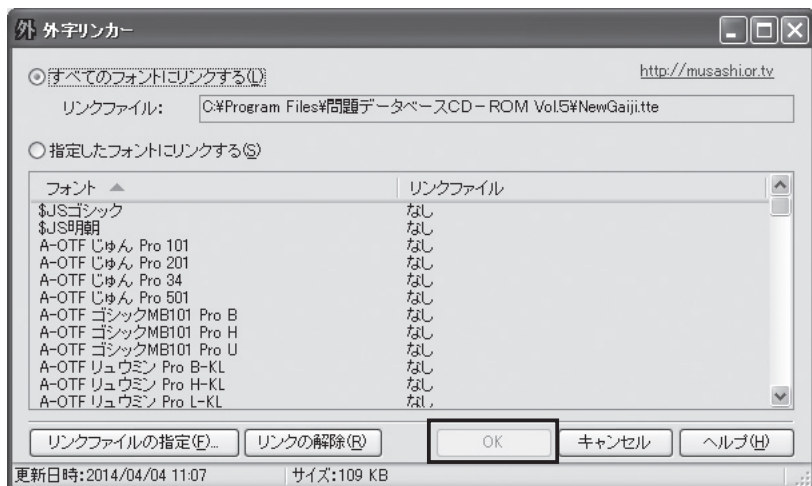 外 外字リンカー
すべてのフォントにリンクする(L)
http://musashi.or.tv
リンクファイル: C:¥Program Files¥問題データベースCD-ROM Vol.5¥NewGaiji.tte
指定したフォントにリンクする(S)
フォント リンクファイル
$JSゴシック なし
$JS明朝 なし
A-OTF じゅん Pro 101 なし
A-OTF じゅん Pro 201 なし
A-OTF じゅん Pro 34 なし
A-OTF じゅん Pro 501 なし
A-OTF ゴシックMB101 Pro B なし
A-OTF ゴシックMB101 Pro H なし
A-OTF ゴシックMB101 Pro U なし
A-OTF リュウミン Pro B-KL なし
A-OTF リュウミン Pro H-KL なし
A-OTF リュウミン Pro L-KL なし
リンクファイルの指定(F)... リンクの解除(R) OK キャンセル ヘルプ(H)
更新日時:2014/04/04 11:07 サイズ:109 KB